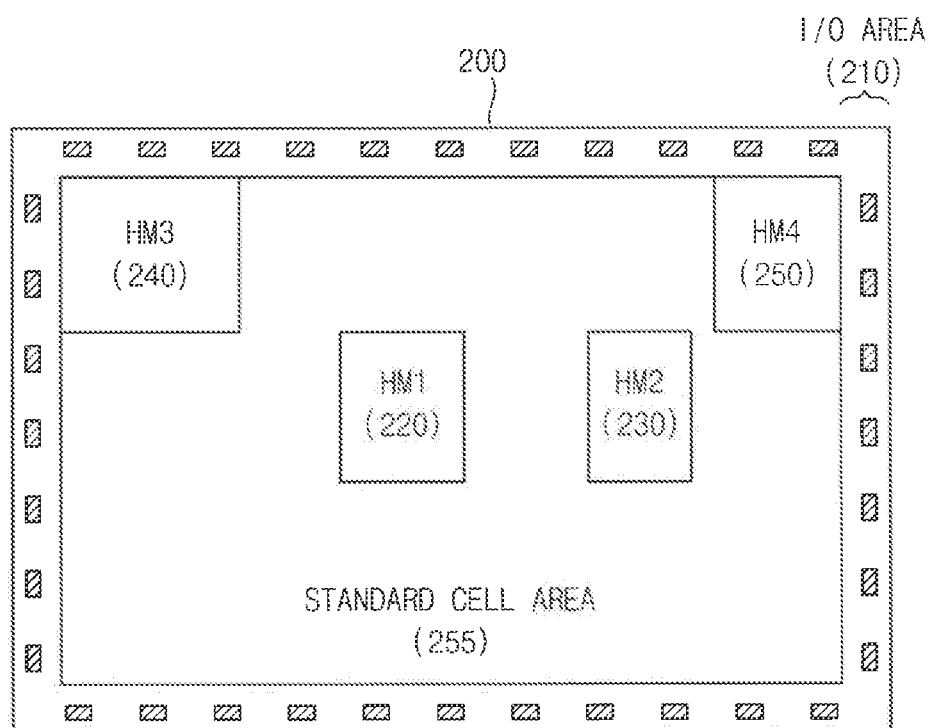 I/O AREA
(210)
200
HM3
(240)
HM4
(250)
HM1
(220)
HM2
(230)
STANDARD CELL AREA
(255)